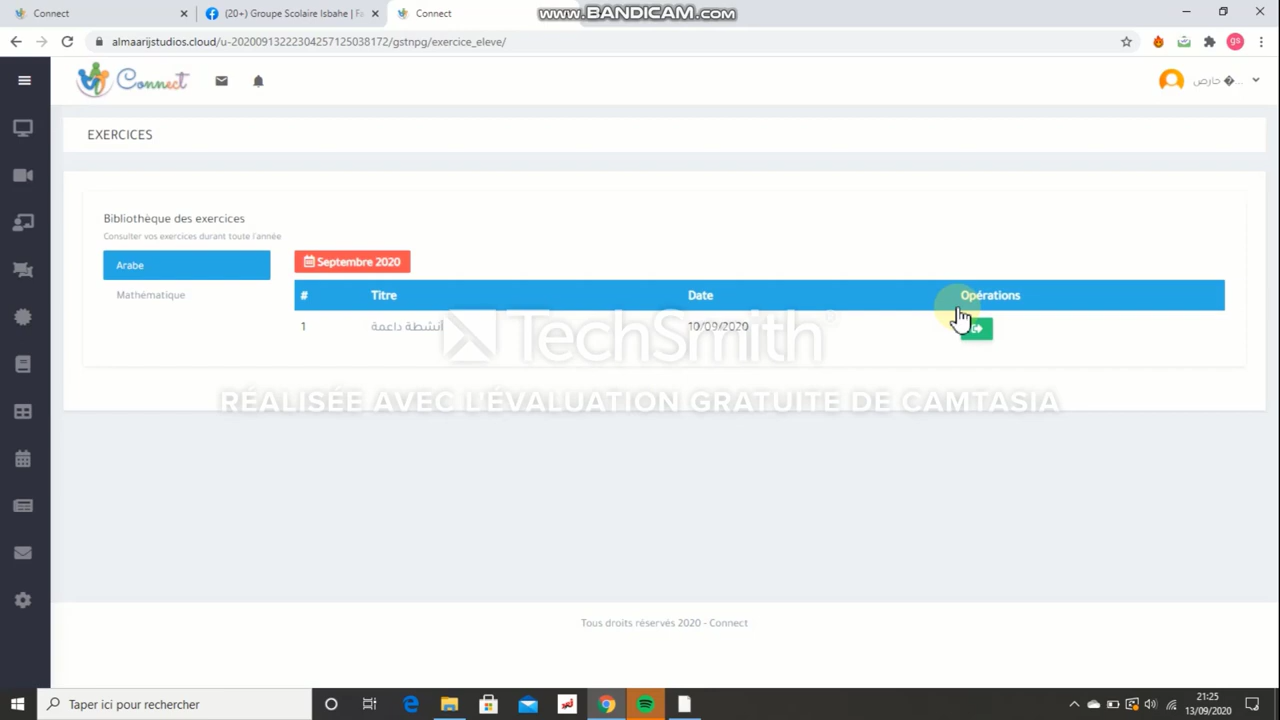 Connect
(20+) Groupe Scolaire Isbahe | Fa
Connect
www.BANDICAM.com
almaarijstudios.cloud/u-20200913222304257125038172/gstnpg/exercice_eleve/
gs
Connect
حارص �...
EXERCICES
Bibliothèque des exercices
Consulter vos exercices durant toute l'année
Arabe
Mathématique
Septembre 2020
# Titre Date Opérations
1 أنشطة داعمة 10/09/2020
TechSmith
RÉALISÉE AVEC L'ÉVALUATION GRATUITE DE CAMTASIA
Tous droits réservés 2020 - Connect
Taper ici pour rechercher
21:25
13/09/2020